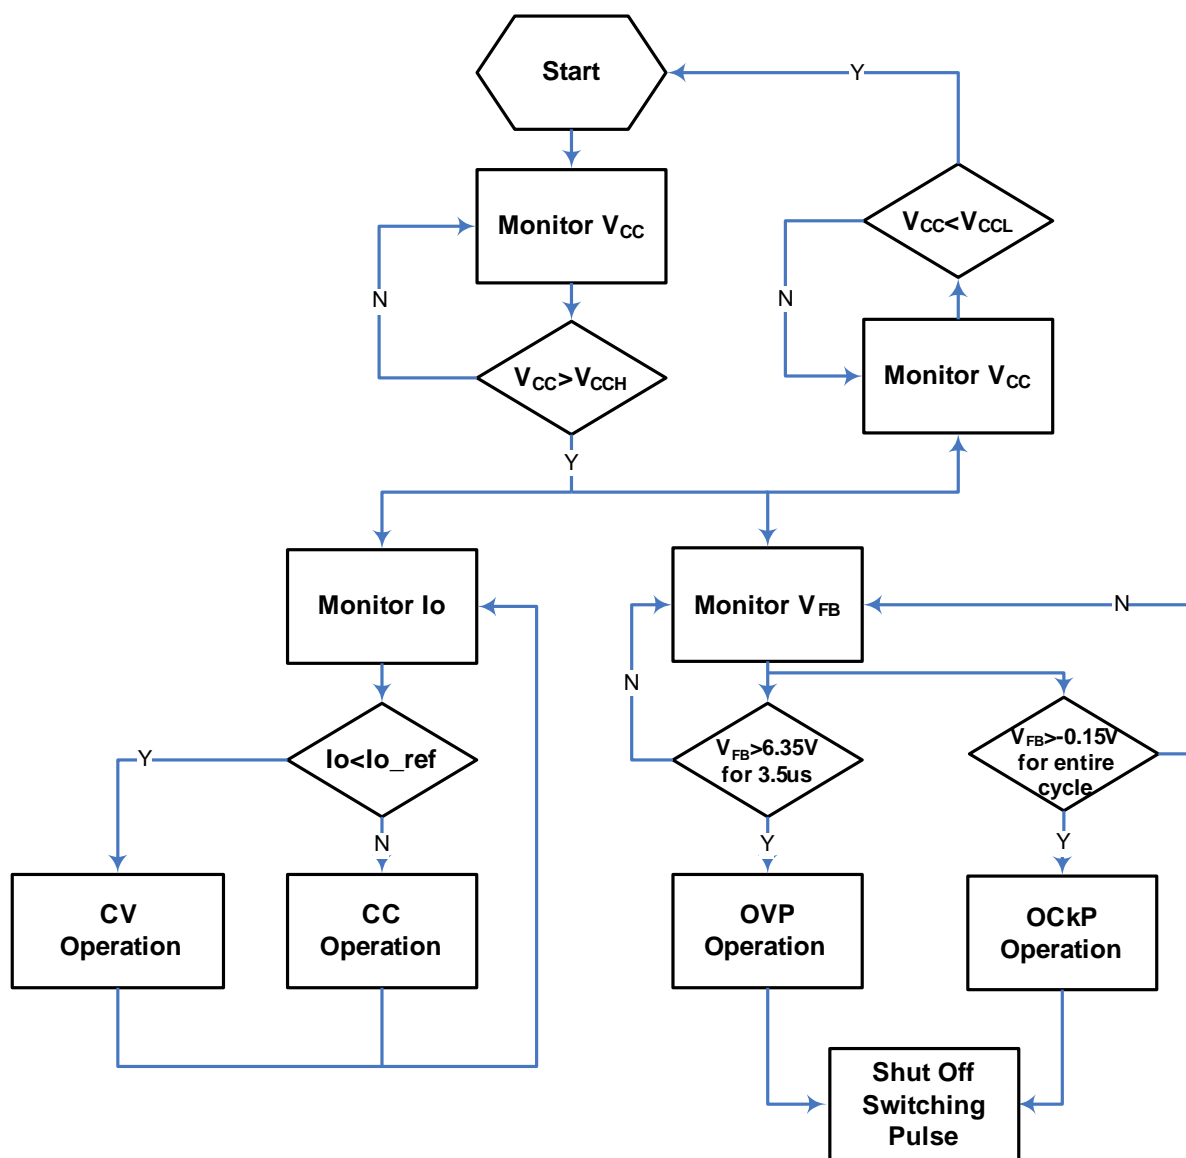 Start
Y
Monitor VCC
VCC<VCCL
N
N
VCC>VCCH
Monitor VCC
Y
Monitor Io
Monitor VFB
N
N
Io<Io_ref
Y
VFB>6.35V
for 3.5us
VFB>-0.15V
for entire
cycle
N
Y
Y
CV
Operation
CC
Operation
OVP
Operation
OCkP
Operation
Shut Off
Switching
Pulse